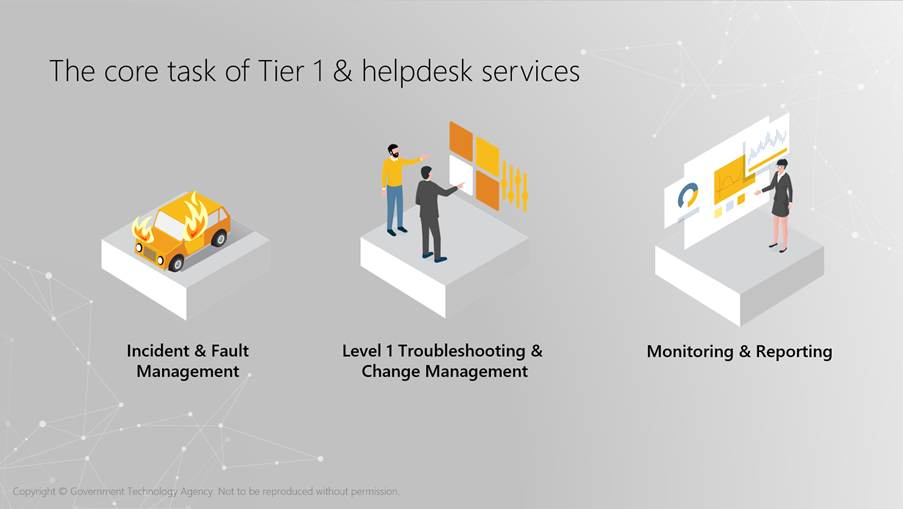 The core task of Tier 1 & helpdesk services
Incident & Fault
Management
Level 1 Troubleshooting &
Change Management
Monitoring & Reporting
Copyright © Government Technology Agency. Not to be reproduced without permission.